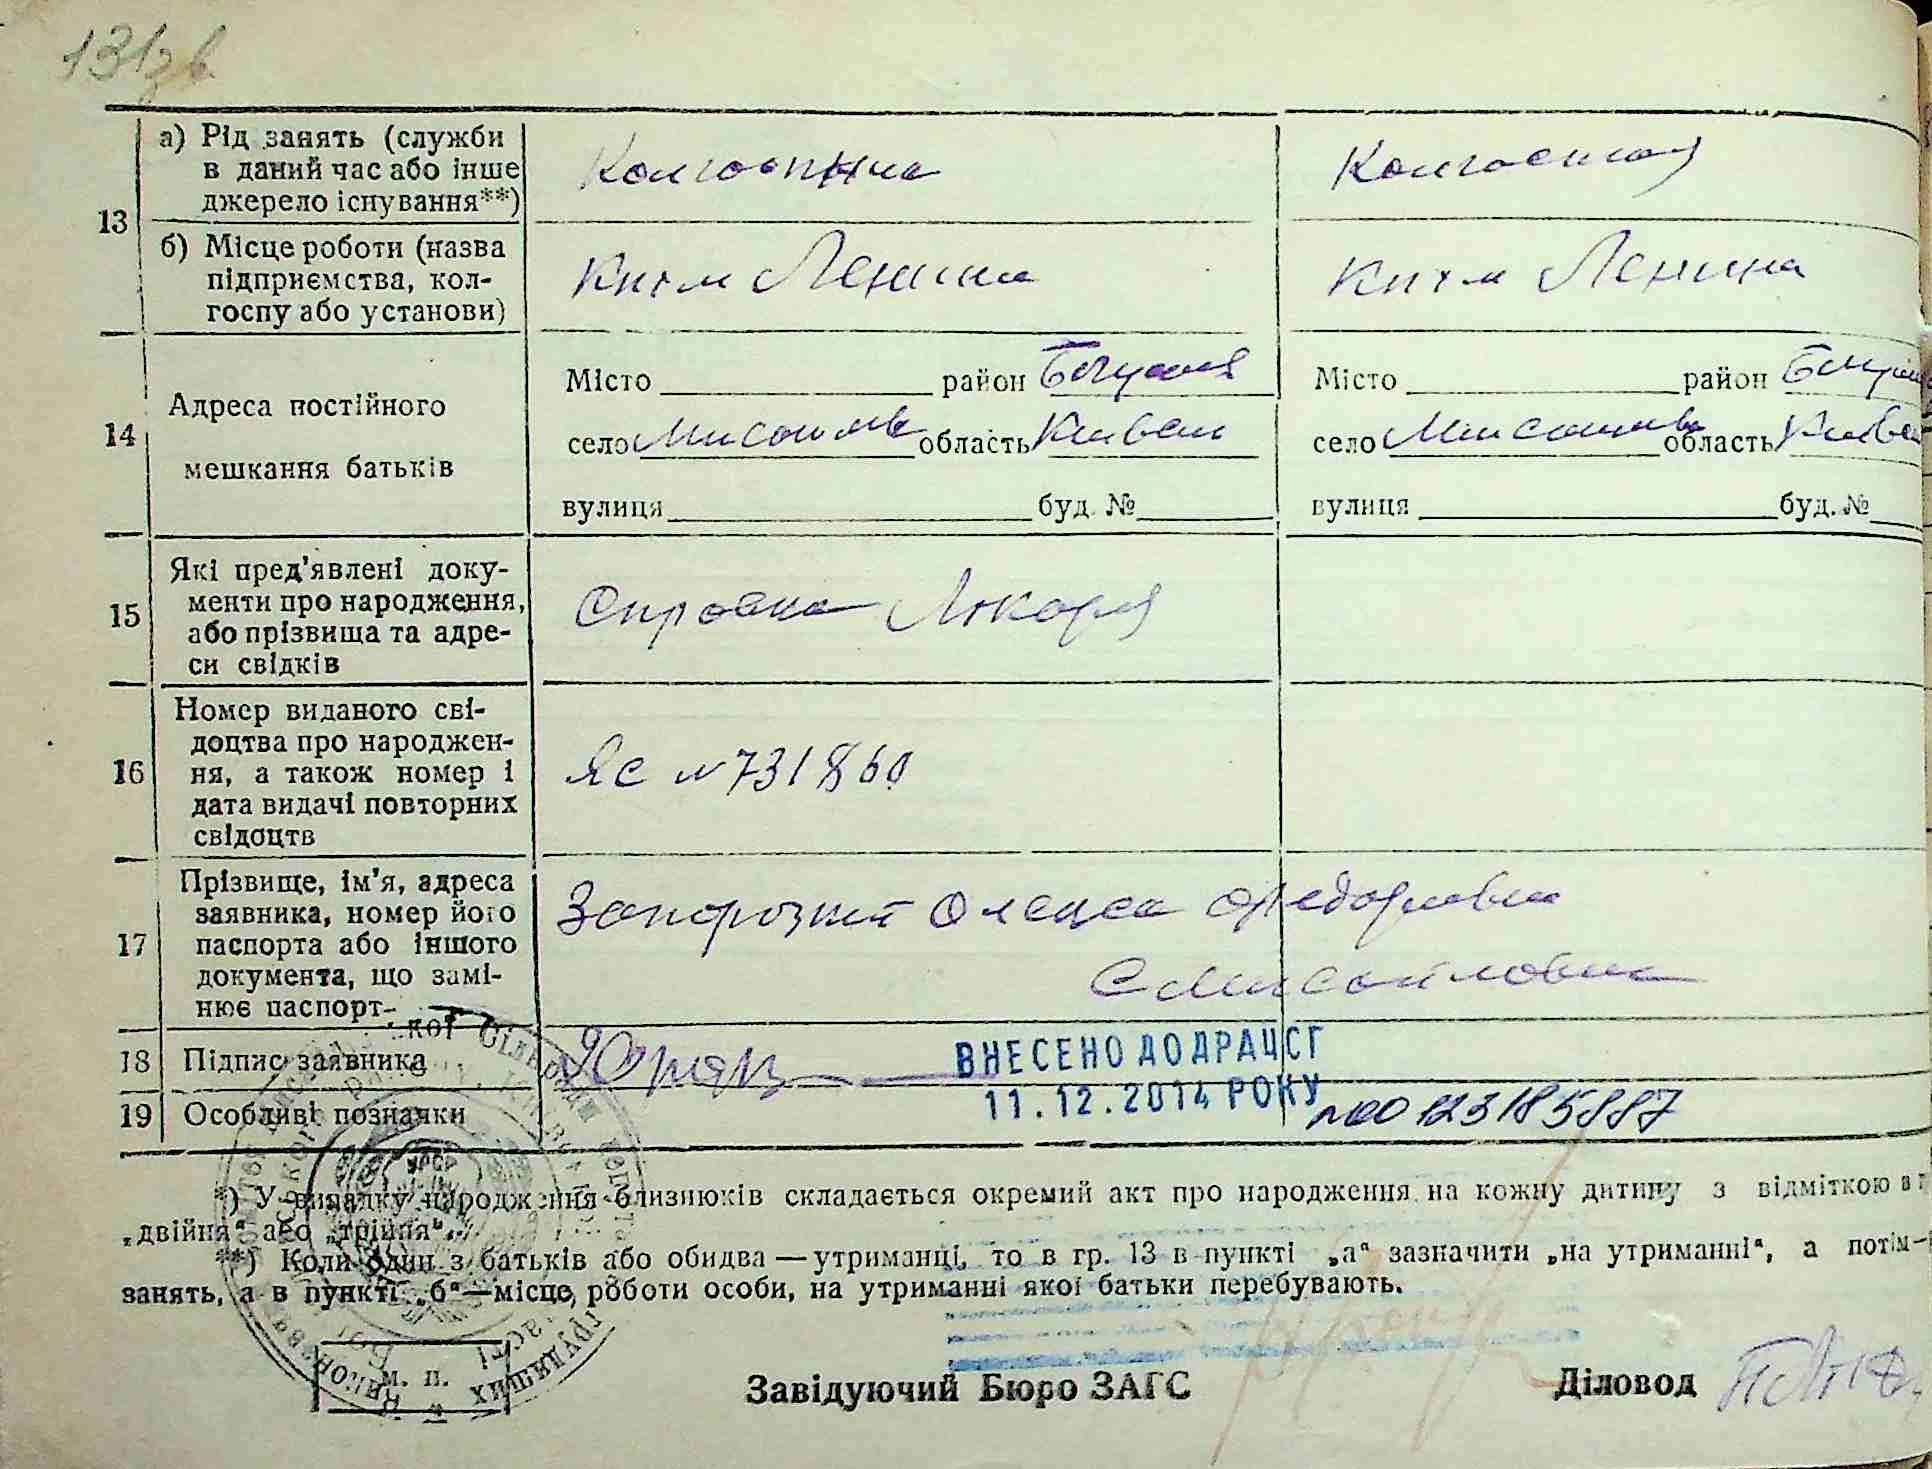 131зв.
13
а) Рід занять (служби
в даний час або інше
джерело існування**)
Колгоспник
б) Місце роботи (назва
підприємства, кол-
госпу або установи)
Леніна
Леніна
14
Адреса постійного
мешкання батьків
Місто район
село область Київськ
вулиця буд. №
Місто район
село область
вулиця буд. №
15
Які пред'явлені доку-
менти про народження,
або прізвища та адре-
си свідків
Справка Лікаря
16
Номер виданого сві-
доцтва про народжен-
ня, а також номер і
дата видачі повторних
свідоцтв
ЯС № 731860
17
Прізвище, ім'я, адреса
заявника, номер його
паспорта або іншого
документа, що замі-
нює паспорт
Олекса Федорівна
18 Підпис заявника
ВНЕСЕНО ДО ДРАЦСГ
11.12.2014 РОКУ
19 Особливі позначки
№00123185887
*) У випадку народження близнюків складається окремий акт про народження на кожну дитину з відміткою в г
„двійня“ або „трійня“.
**) Коли один з батьків або обидва — утриманці, то в гр. 13 в пункті „а“ зазначити „на утриманні“, а потім —
занять, а в пункті „б“ — місце роботи особи, на утриманні якої батьки перебувають.
м. п.
Завідуючий Бюро ЗАГС
Діловод